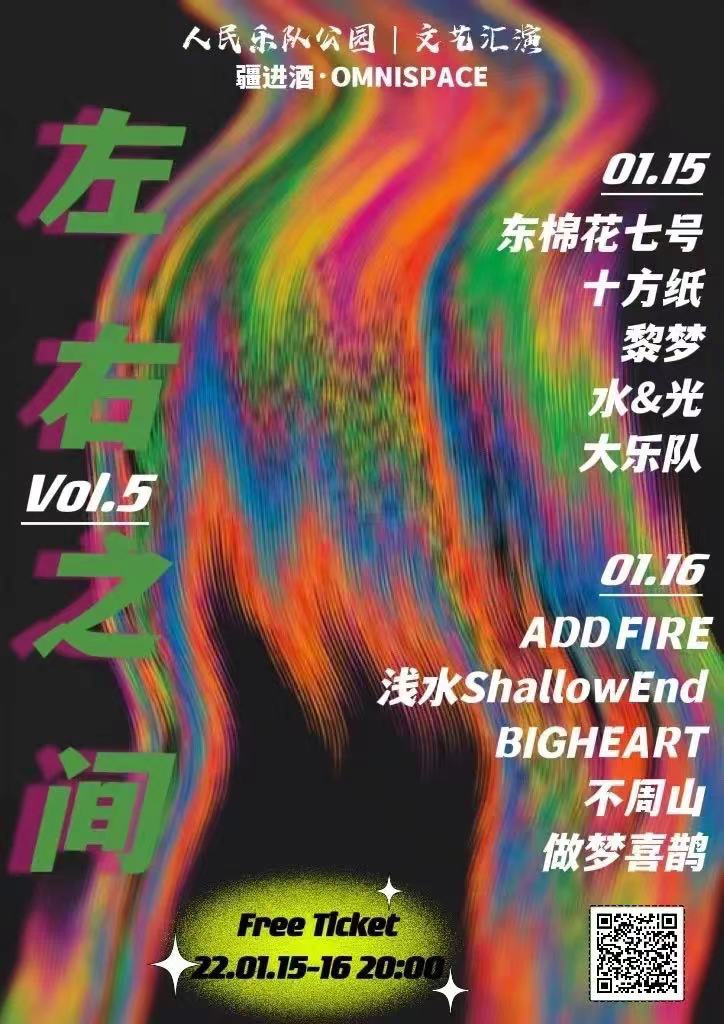 人民乐队公园｜文艺汇演
疆进酒·OMNISPACE
左右之间
Vol.5
01.15
东棉花七号
十方纸
黎梦
水&光
大乐队
01.16
ADD FIRE
浅水ShallowEnd
BIGHEART
不周山
做梦喜鹊
Free Ticket
22.01.15-16 20:00